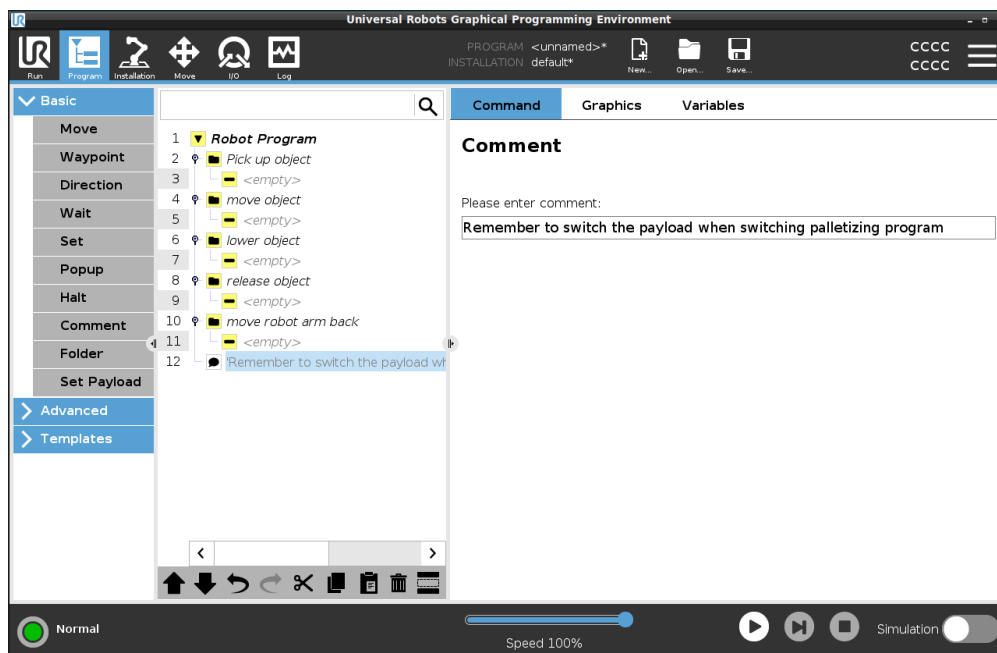 Universal Robots Graphical Programming Environment
UR
PROGRAM <unnamed>*
INSTALLATION default*
Run
Program
Installation
Move
I/O
Log
New...
Open...
Save...
CCCC
CCCC
Basic
Move
Waypoint
Direction
Wait
Set
Popup
Halt
Comment
Folder
Set Payload
Advanced
Templates
1 Robot Program
2 Pick up object
3 <empty>
4 move object
5 <empty>
6 lower object
7 <empty>
8 release object
9 <empty>
10 move robot arm back
11 <empty>
12 'Remember to switch the payload wh
Command Graphics Variables
Comment
Please enter comment:
Remember to switch the payload when switching palletizing program
Normal
Speed 100%
Simulation